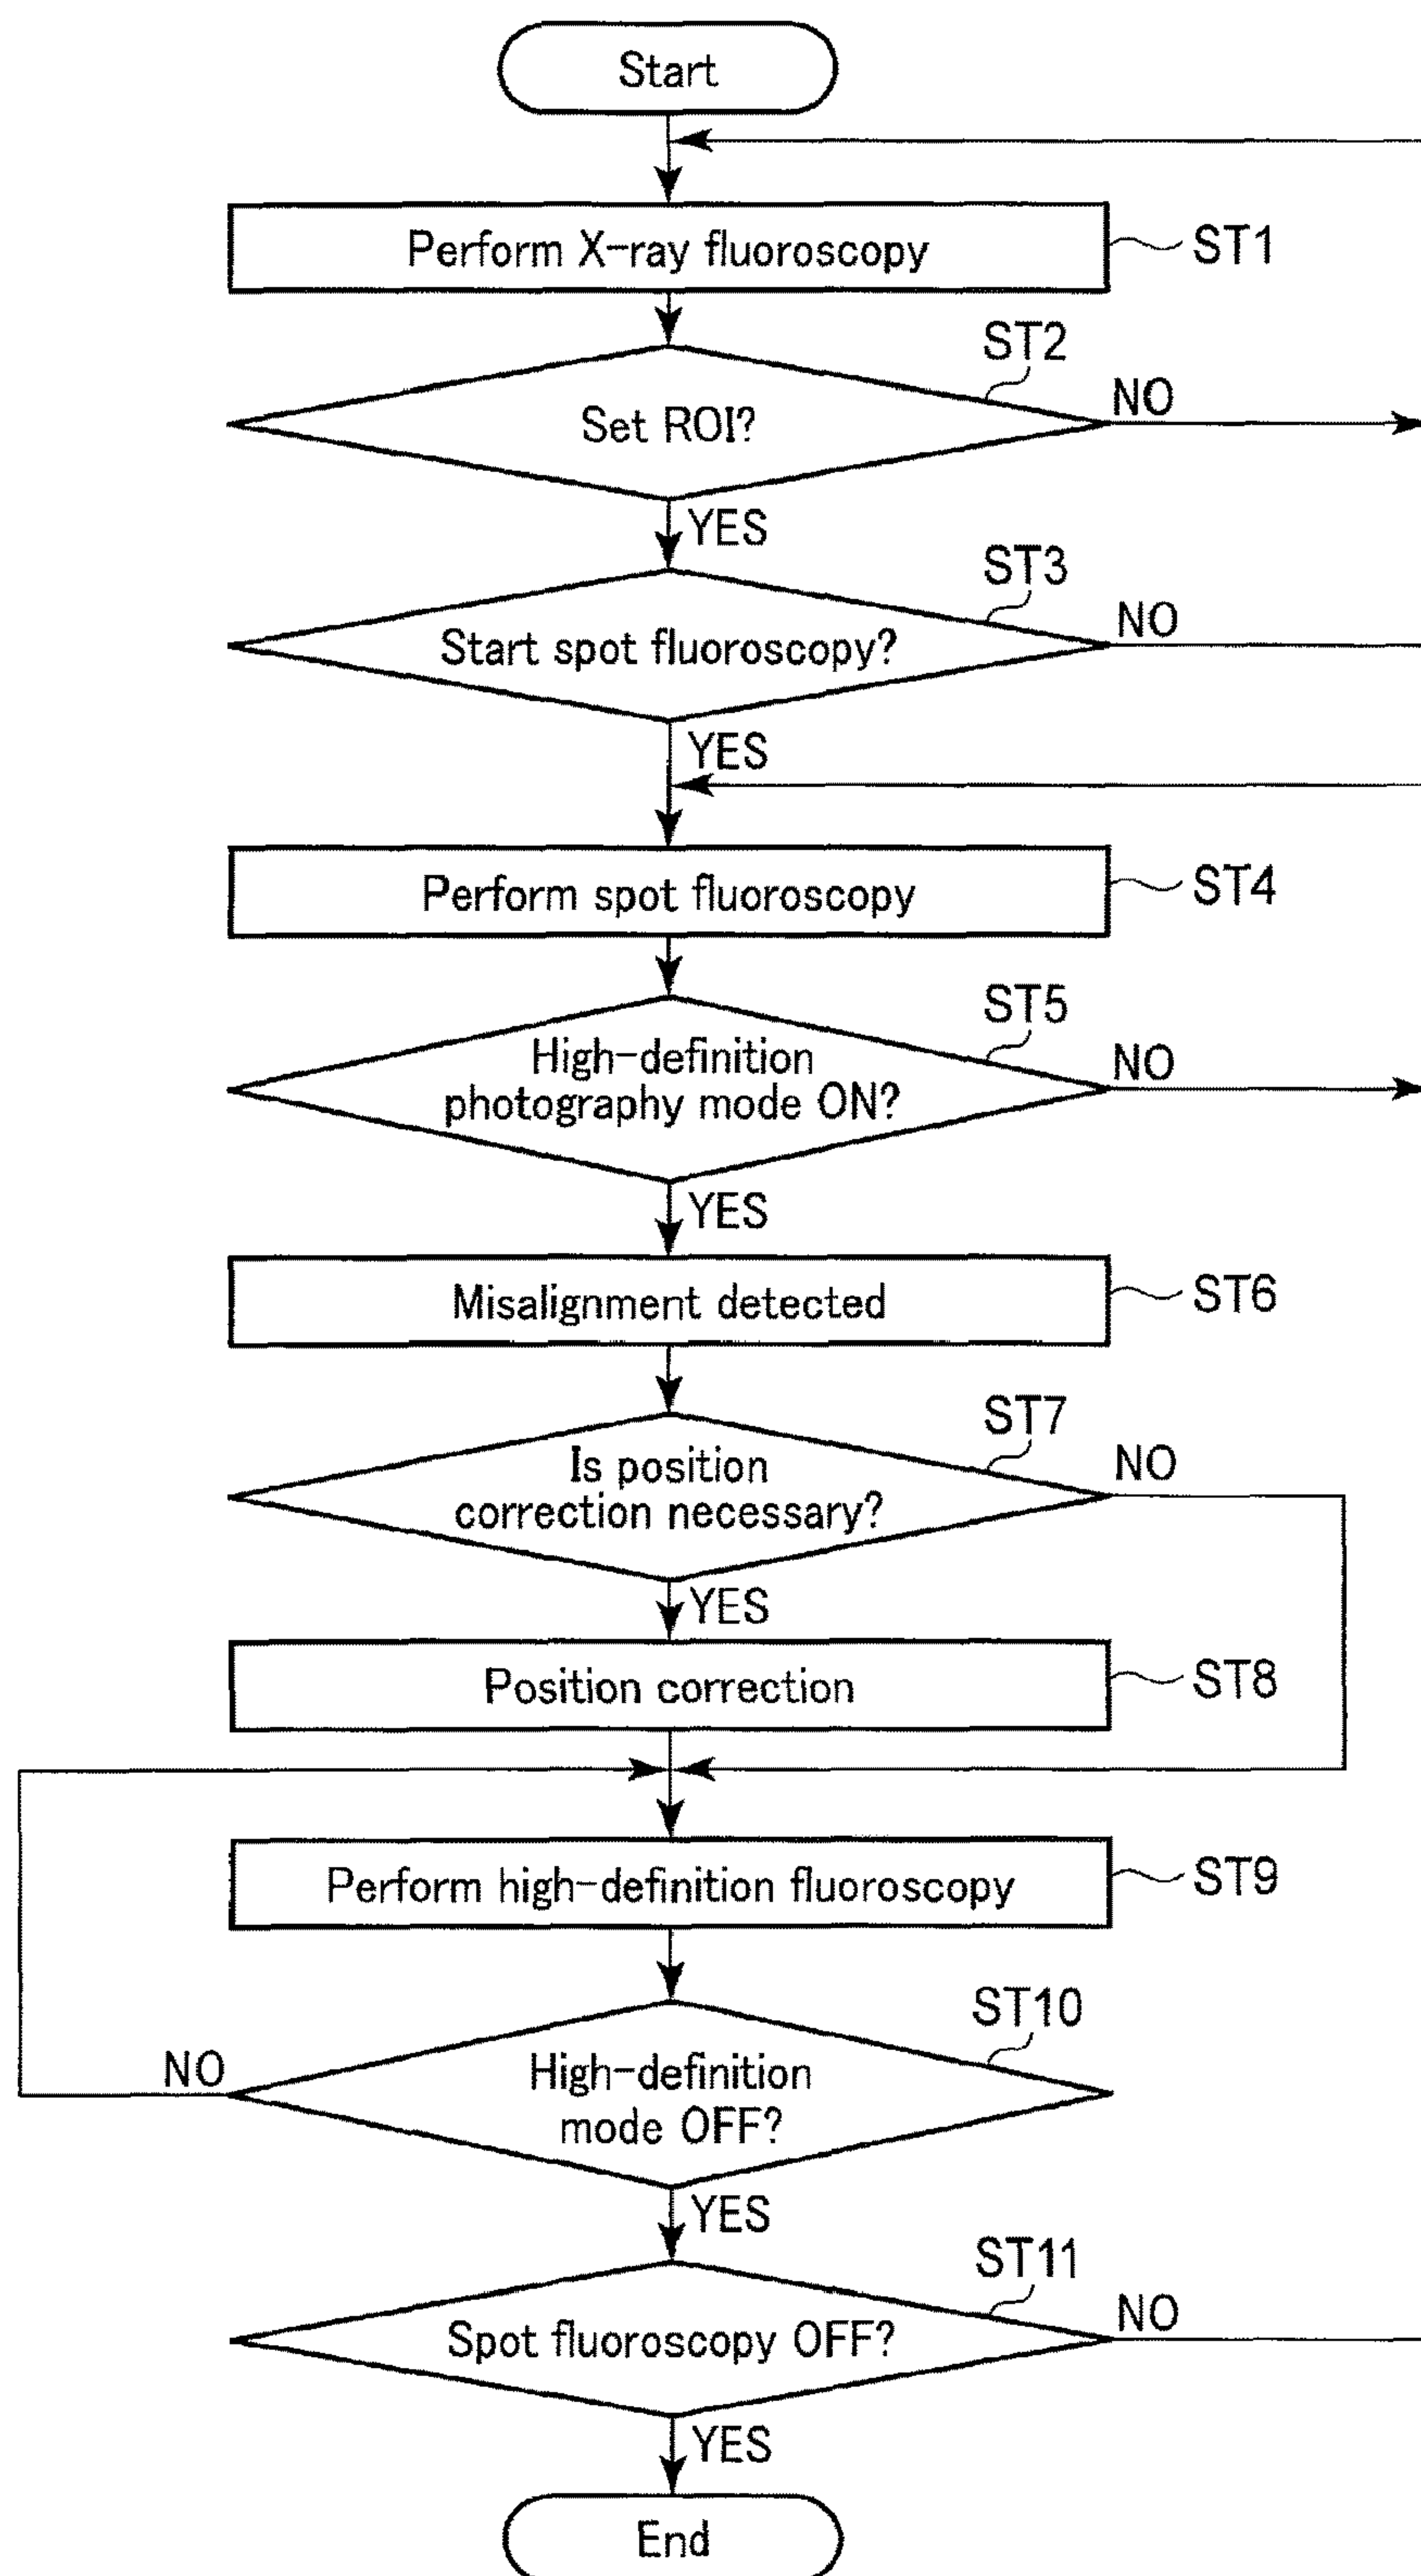 Start
Perform X-ray fluoroscopy
ST1
ST2
Set ROI?
NO
YES
ST3
Start spot fluoroscopy?
NO
YES
Perform spot fluoroscopy
ST4
ST5
High-definition
photography mode ON?
NO
YES
Misalignment detected
ST6
ST7
Is position
correction necessary?
NO
YES
Position correction
ST8
Perform high-definition fluoroscopy
ST9
ST10
High-definition
mode OFF?
NO
YES
ST11
Spot fluoroscopy OFF?
NO
YES
End